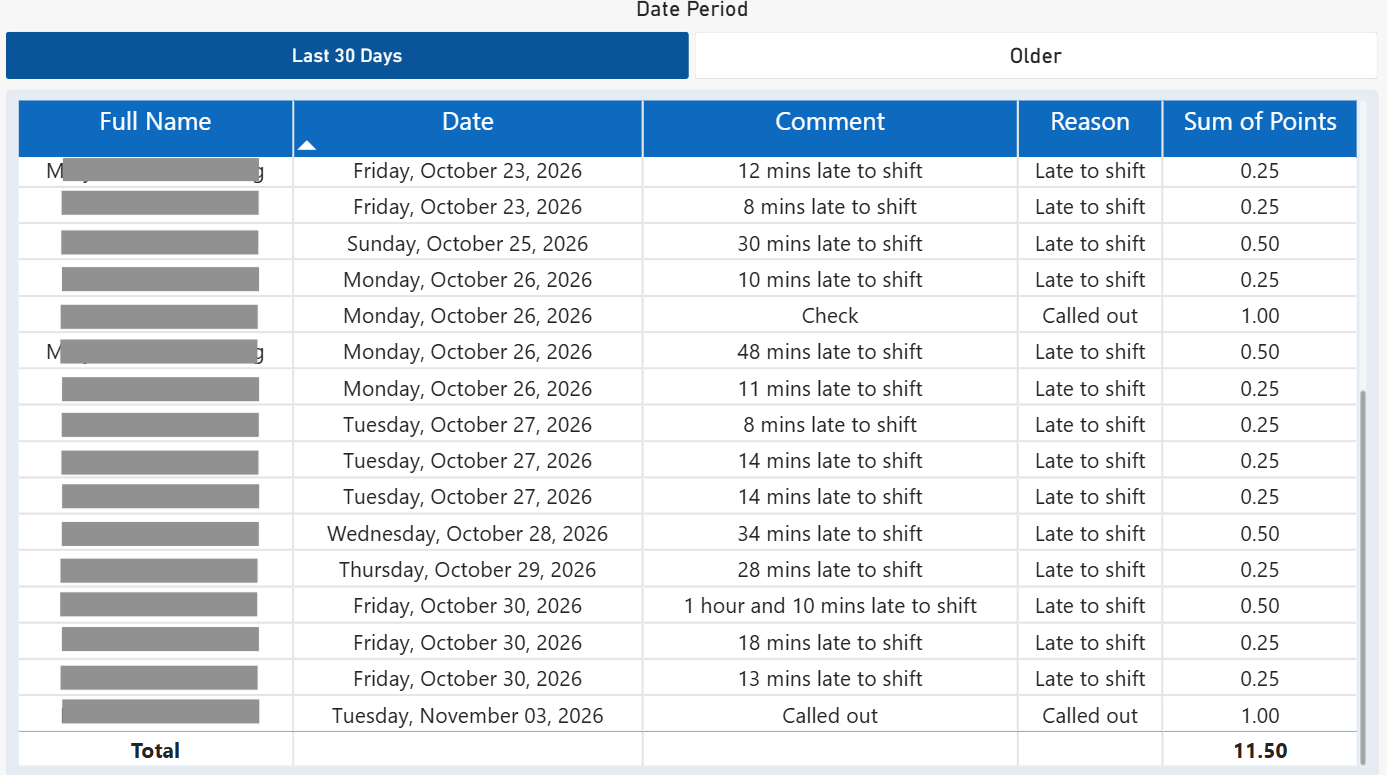 Date Period
Last 30 Days Older
Full Name Date Comment Reason Sum of Points
Friday, October 23, 2026 12 mins late to shift Late to shift 0.25
Friday, October 23, 2026 8 mins late to shift Late to shift 0.25
Sunday, October 25, 2026 30 mins late to shift Late to shift 0.50
Monday, October 26, 2026 10 mins late to shift Late to shift 0.25
Monday, October 26, 2026 Check Called out 1.00
Monday, October 26, 2026 48 mins late to shift Late to shift 0.50
Monday, October 26, 2026 11 mins late to shift Late to shift 0.25
Tuesday, October 27, 2026 8 mins late to shift Late to shift 0.25
Tuesday, October 27, 2026 14 mins late to shift Late to shift 0.25
Tuesday, October 27, 2026 14 mins late to shift Late to shift 0.25
Wednesday, October 28, 2026 34 mins late to shift Late to shift 0.50
Thursday, October 29, 2026 28 mins late to shift Late to shift 0.25
Friday, October 30, 2026 1 hour and 10 mins late to shift Late to shift 0.50
Friday, October 30, 2026 18 mins late to shift Late to shift 0.25
Friday, October 30, 2026 13 mins late to shift Late to shift 0.25
Tuesday, November 03, 2026 Called out Called out 1.00
Total 11.50